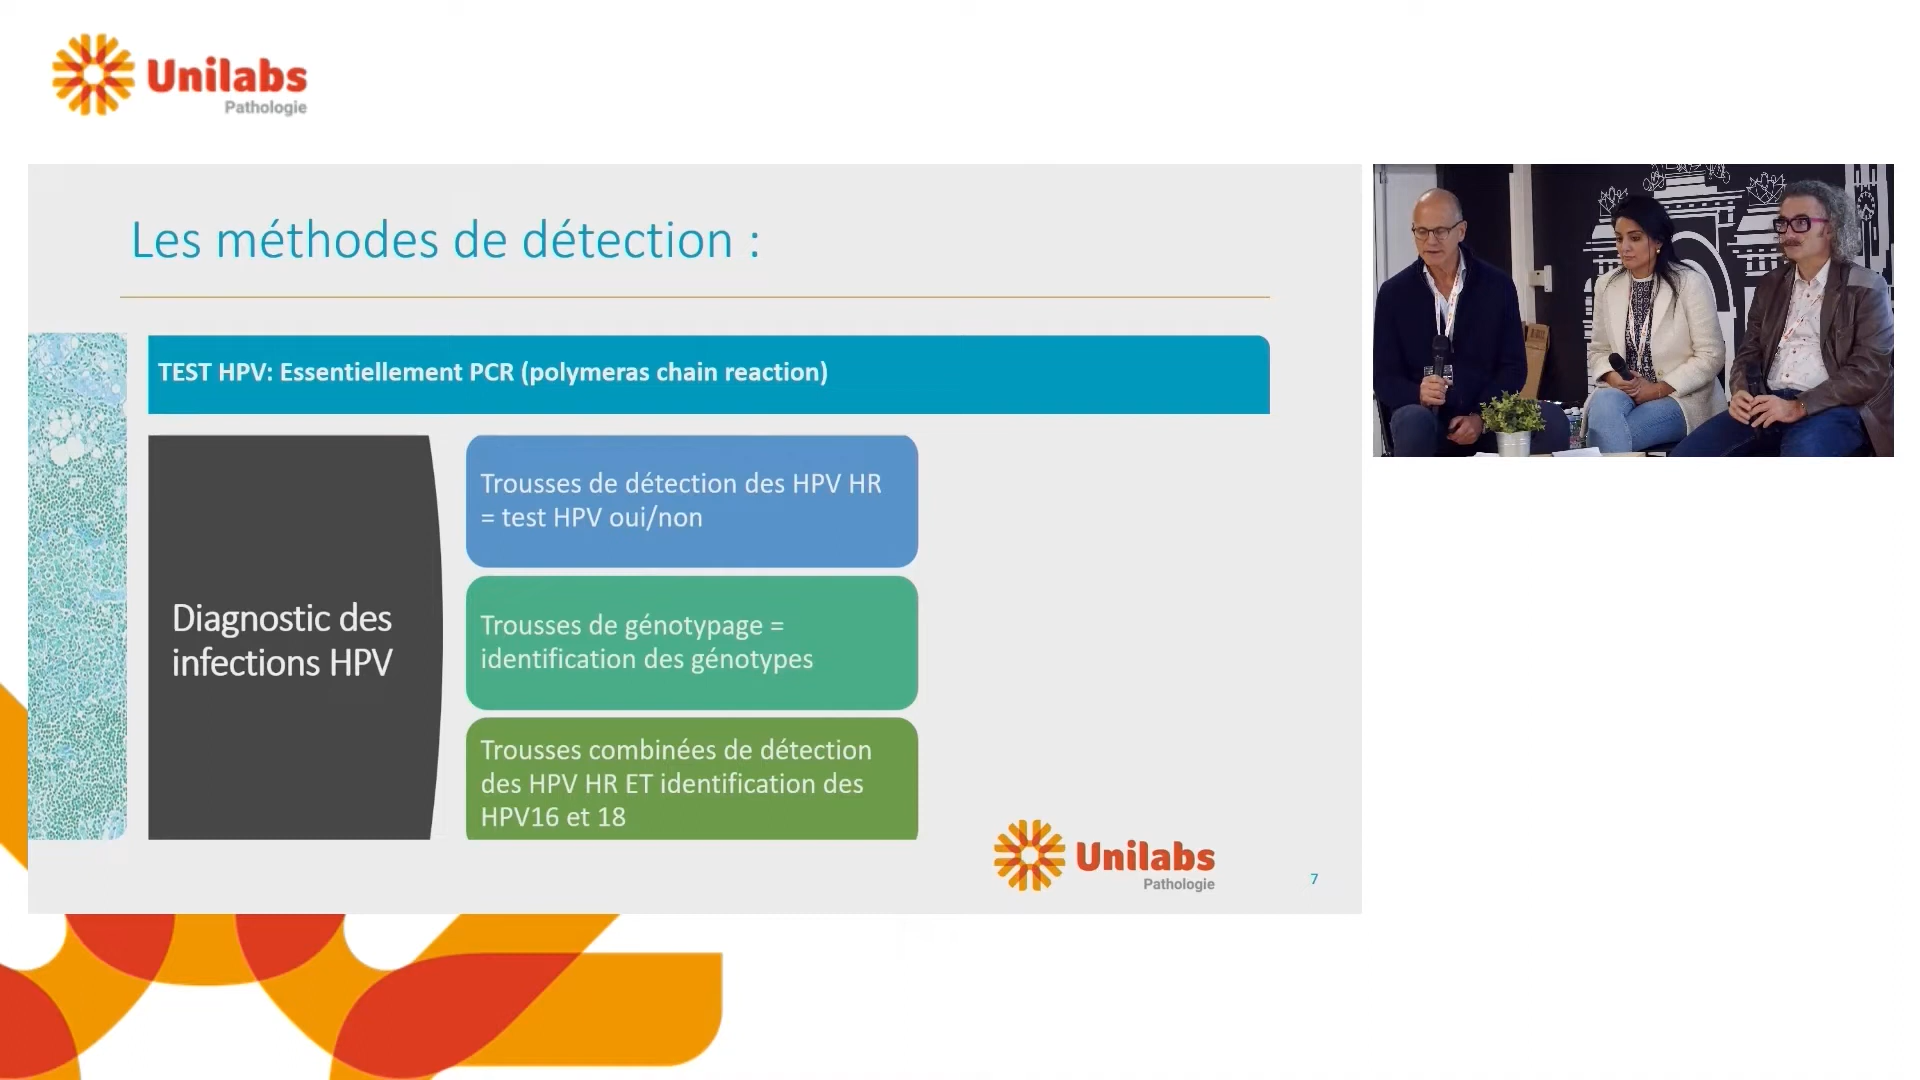 Unilabs
Pathologie
Les méthodes de détection :
TEST HPV: Essentiellement PCR (polymeras chain reaction)
Diagnostic des
infections HPV
Trousses de détection des HPV HR
= test HPV oui/non
Trousses de génotypage =
identification des génotypes
Trousses combinées de détection
des HPV HR ET identification des
HPV16 et 18
Unilabs
Pathologie
7